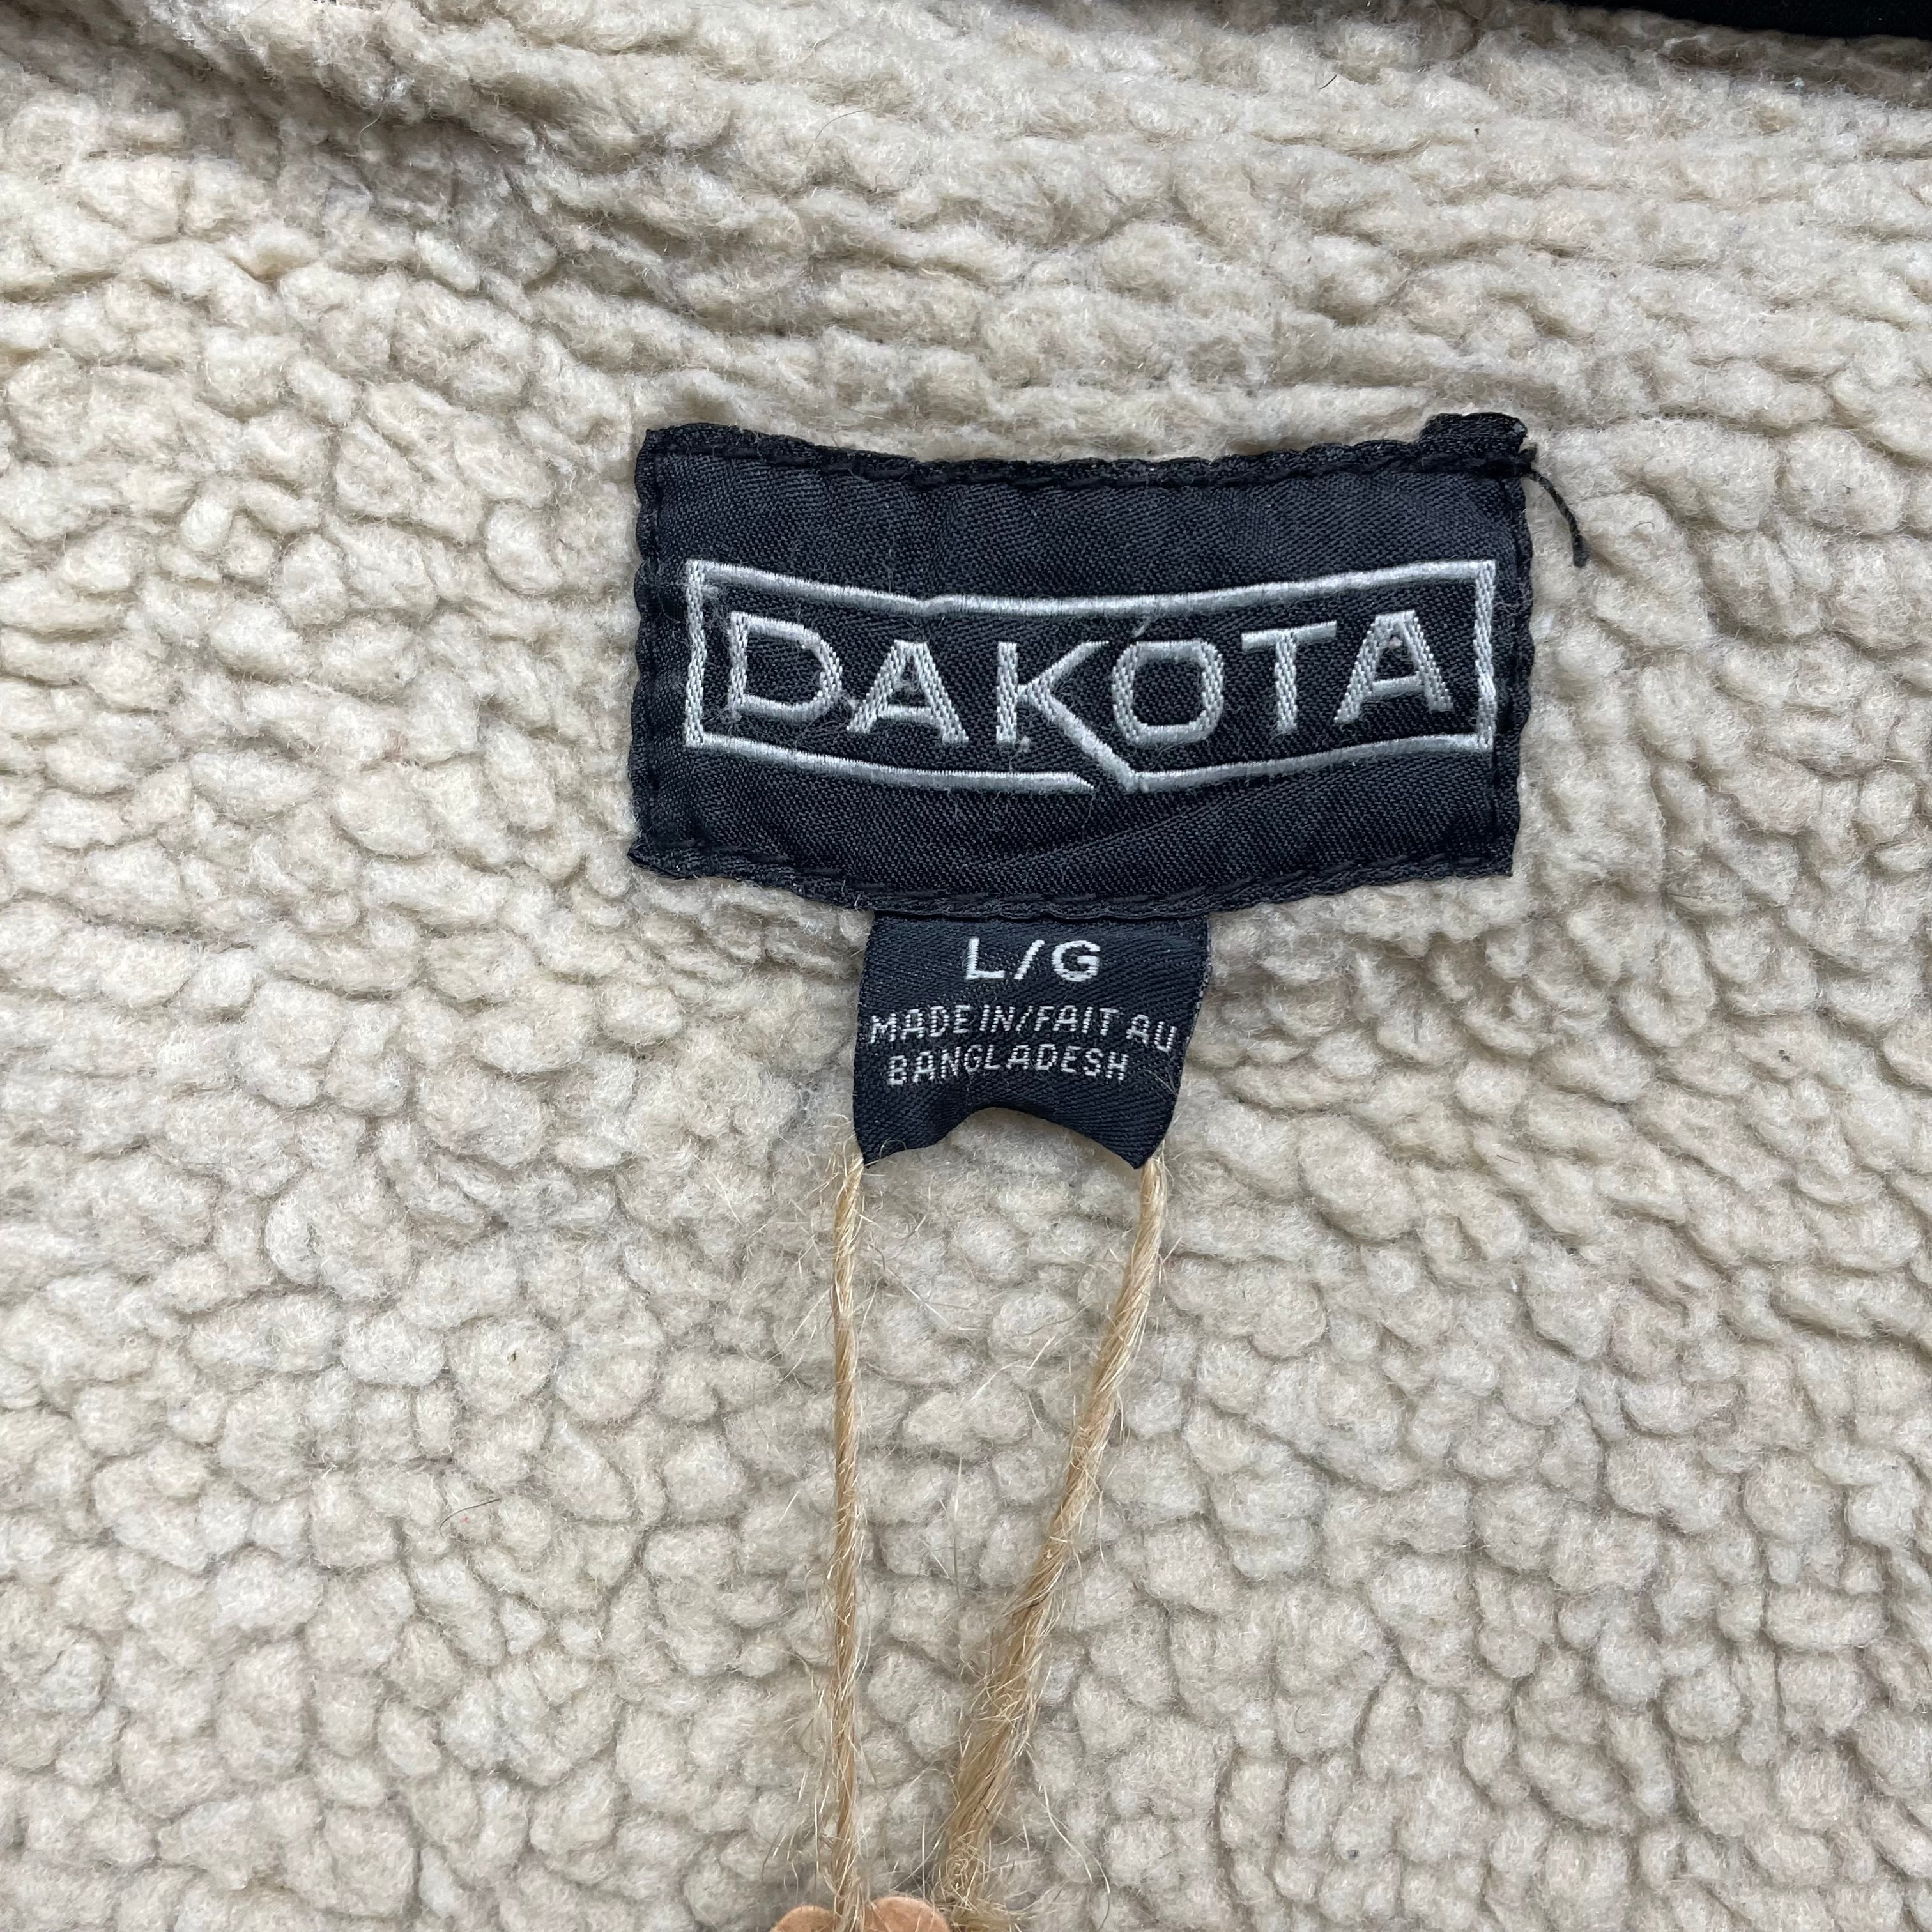 DAKOTA
L/G
MADE IN/FAIT AU
BANGLADESH